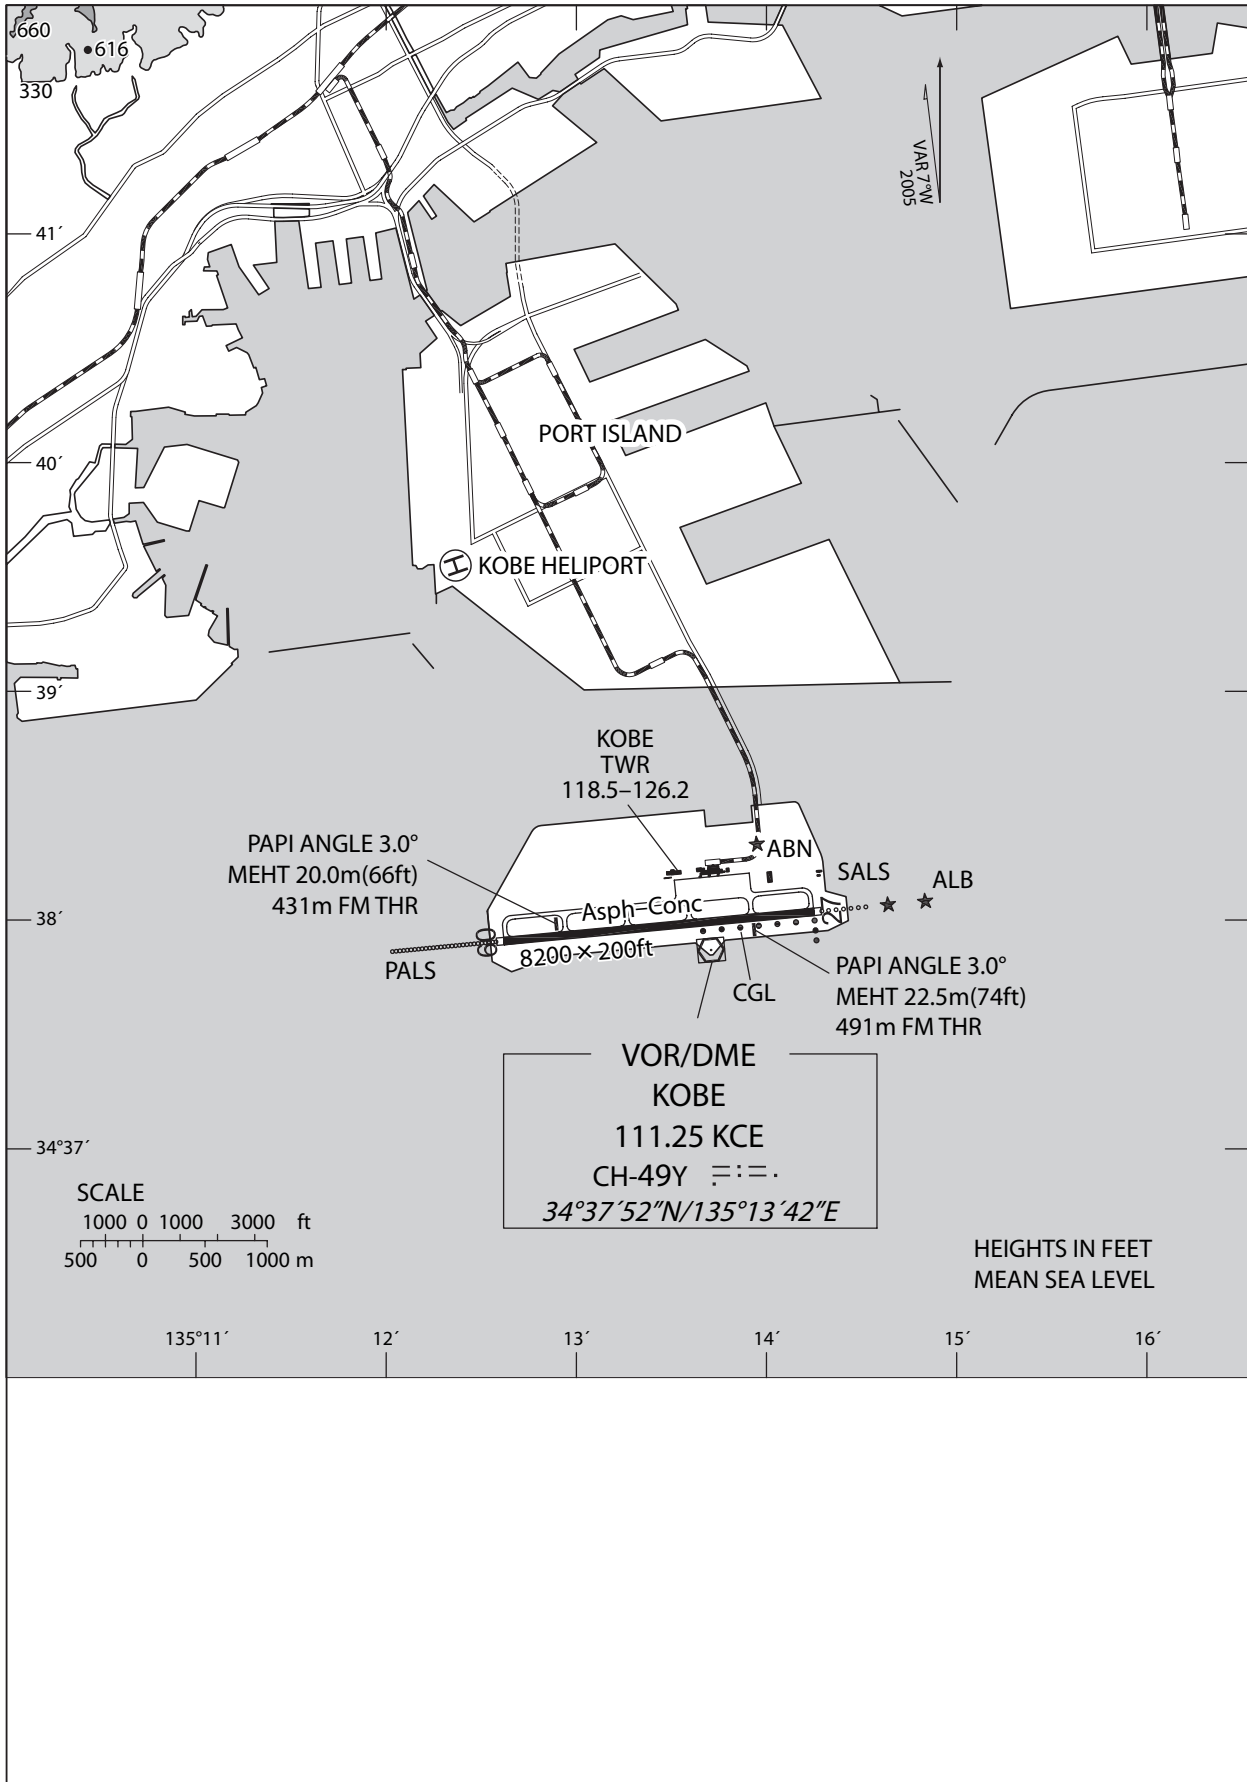 660
616
330
VAR 7°W
2005
41´
PORT ISLAND
40´
KOBE HELIPORT
39´
KOBE
TWR
118.5–126.2
PAPI ANGLE 3.0°
MEHT 20.0m(66ft)
431m FM THR
ABN
SALS
ALB
38´
Asph-Conc
09
27
8200 × 200ft
PALS
CGL
PAPI ANGLE 3.0°
MEHT 22.5m(74ft)
491m FM THR
VOR/DME
KOBE
111.25 KCE
CH-49Y
34°37´52˝N/135°13´42˝E
34°37´
SCALE
1000 0 1000 3000 ft
500 0 500 1000 m
HEIGHTS IN FEET
MEAN SEA LEVEL
135°11´ 12´ 13´ 14´ 15´ 16´